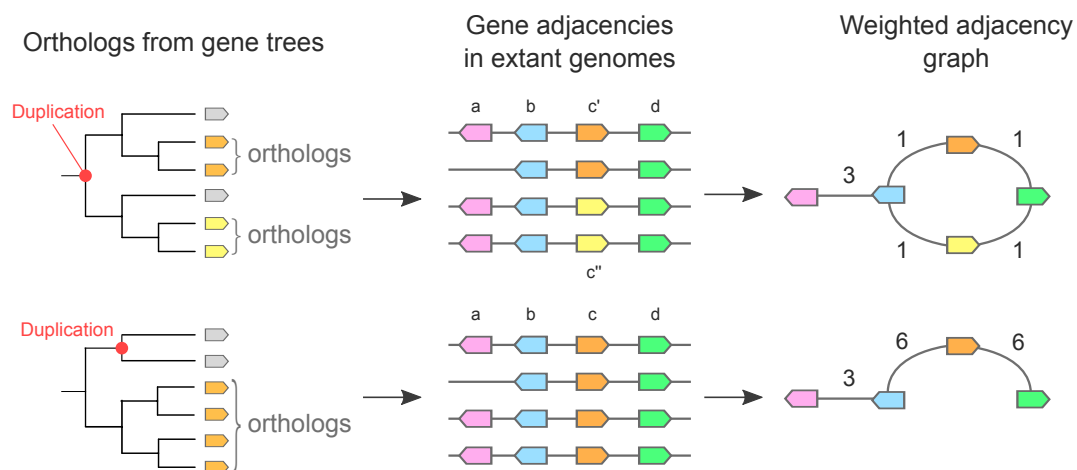 Orthologs from gene trees
Gene adjacencies
in extant genomes
Weighted adjacency
graph
Duplication
orthologs
orthologs
a b c' d
c"
3 1 1
1 1
Duplication
orthologs
a b c d
3 6 6